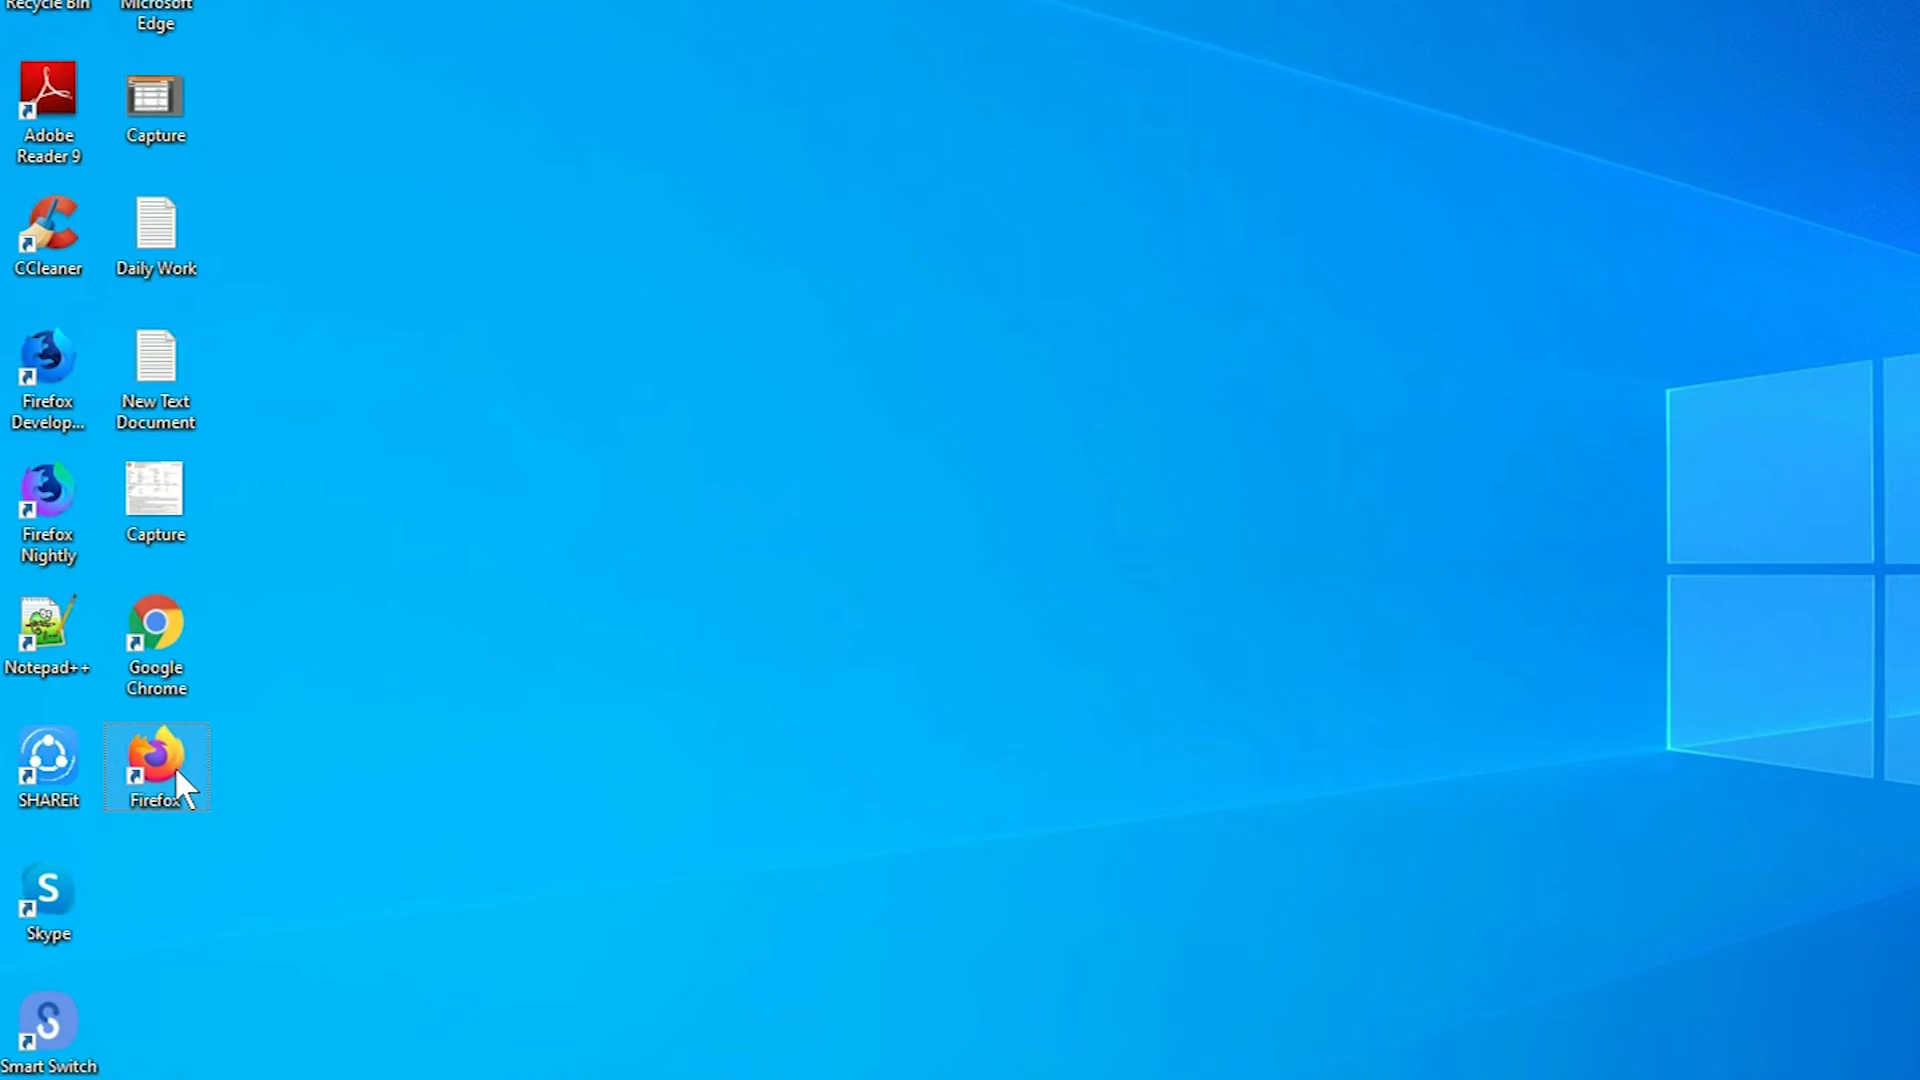 Recycle Bin
Microsoft
Edge
Adobe
Reader 9
Capture
CCleaner
Daily Work
Firefox
Develop...
New Text
Document
Firefox
Nightly
Capture
Notepad++
Google
Chrome
SHAREit
Firefox
Skype
Smart Switch